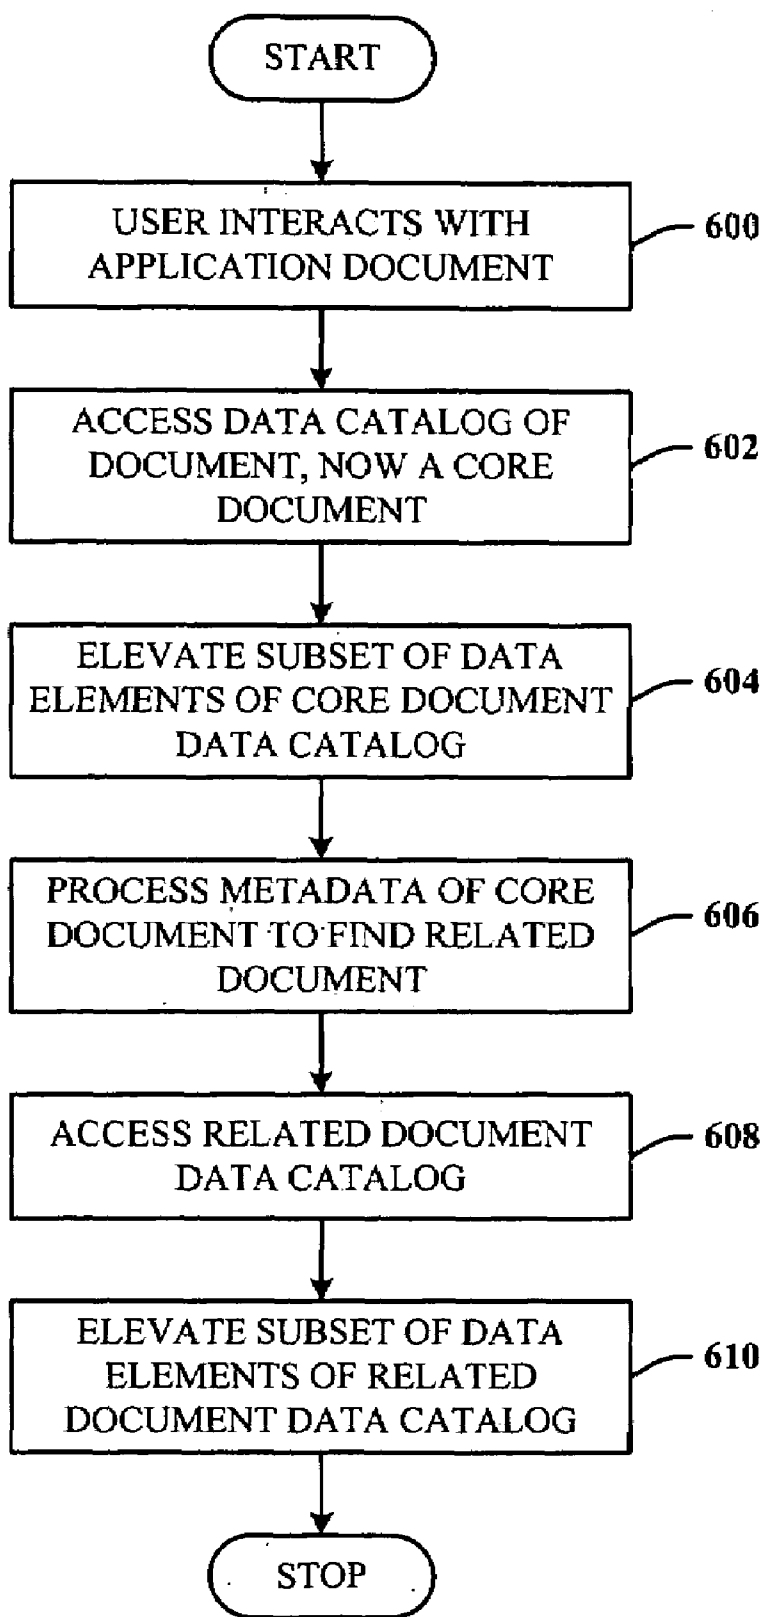 START
USER INTERACTS WITH
APPLICATION DOCUMENT
600
ACCESS DATA CATALOG OF
DOCUMENT, NOW A CORE
DOCUMENT
602
ELEVATE SUBSET OF DATA
ELEMENTS OF CORE DOCUMENT
DATA CATALOG
604
PROCESS METADATA OF CORE
DOCUMENT TO FIND RELATED
DOCUMENT
606
ACCESS RELATED DOCUMENT
DATA CATALOG
608
ELEVATE SUBSET OF DATA
ELEMENTS OF RELATED
DOCUMENT DATA CATALOG
610
STOP